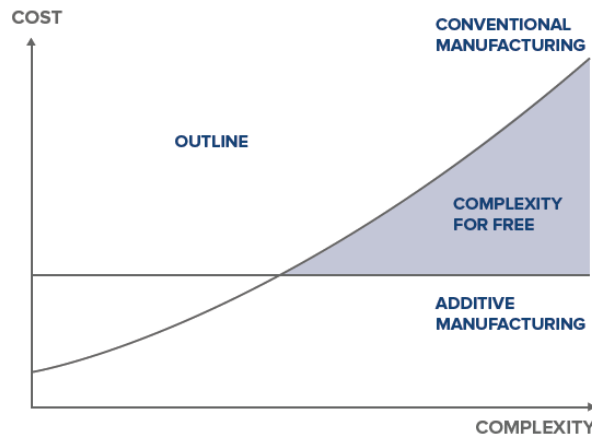 COST
CONVENTIONAL
MANUFACTURING
OUTLINE
COMPLEXITY
FOR FREE
ADDITIVE
MANUFACTURING
COMPLEXITY